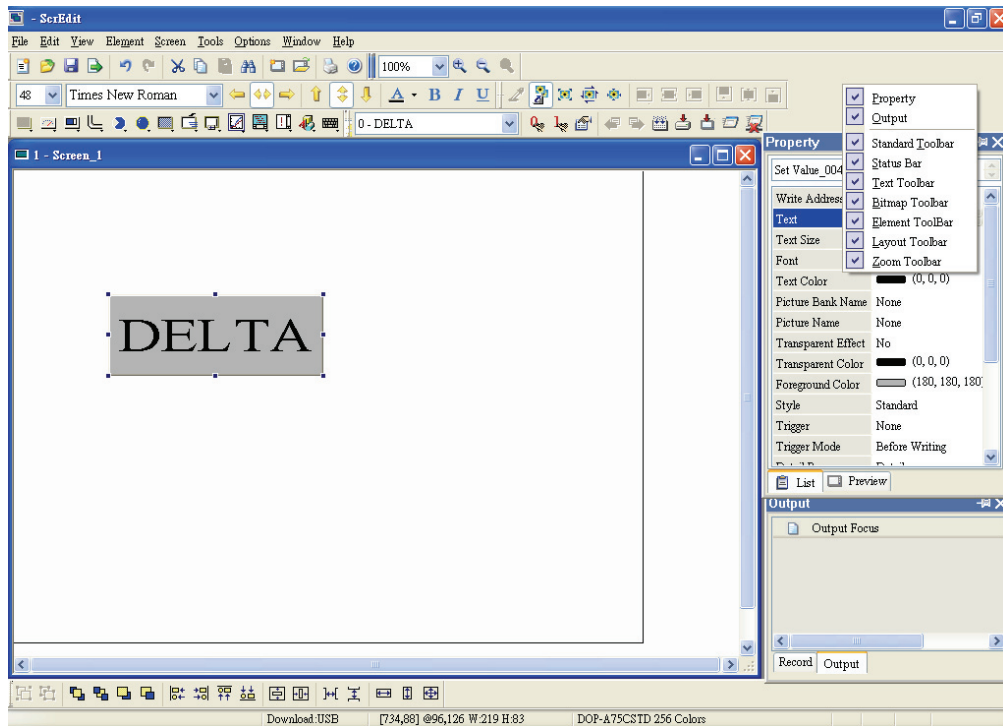 - ScrEdit
File Edit View Element Screen Tools Options Window Help
100%
48 Times New Roman A B I U
0 - DELTA
Property
Output
Standard Toolbar
Status Bar
Text Toolbar
Bitmap Toolbar
Element ToolBar
Layout Toolbar
Zoom Toolbar
1 - Screen_1
DELTA
Property
Set Value_004
Write Address
Text
Text Size
Font
Text Color (0, 0, 0)
Picture Bank Name None
Picture Name None
Transparent Effect No
Transparent Color (0, 0, 0)
Foreground Color (180, 180, 180)
Style Standard
Trigger None
Trigger Mode Before Writing
List Preview
Output
Output Focus
Record Output
Download:USB [734,88] @96,126 W:219 H:83 DOP-A75CSTD 256 Colors